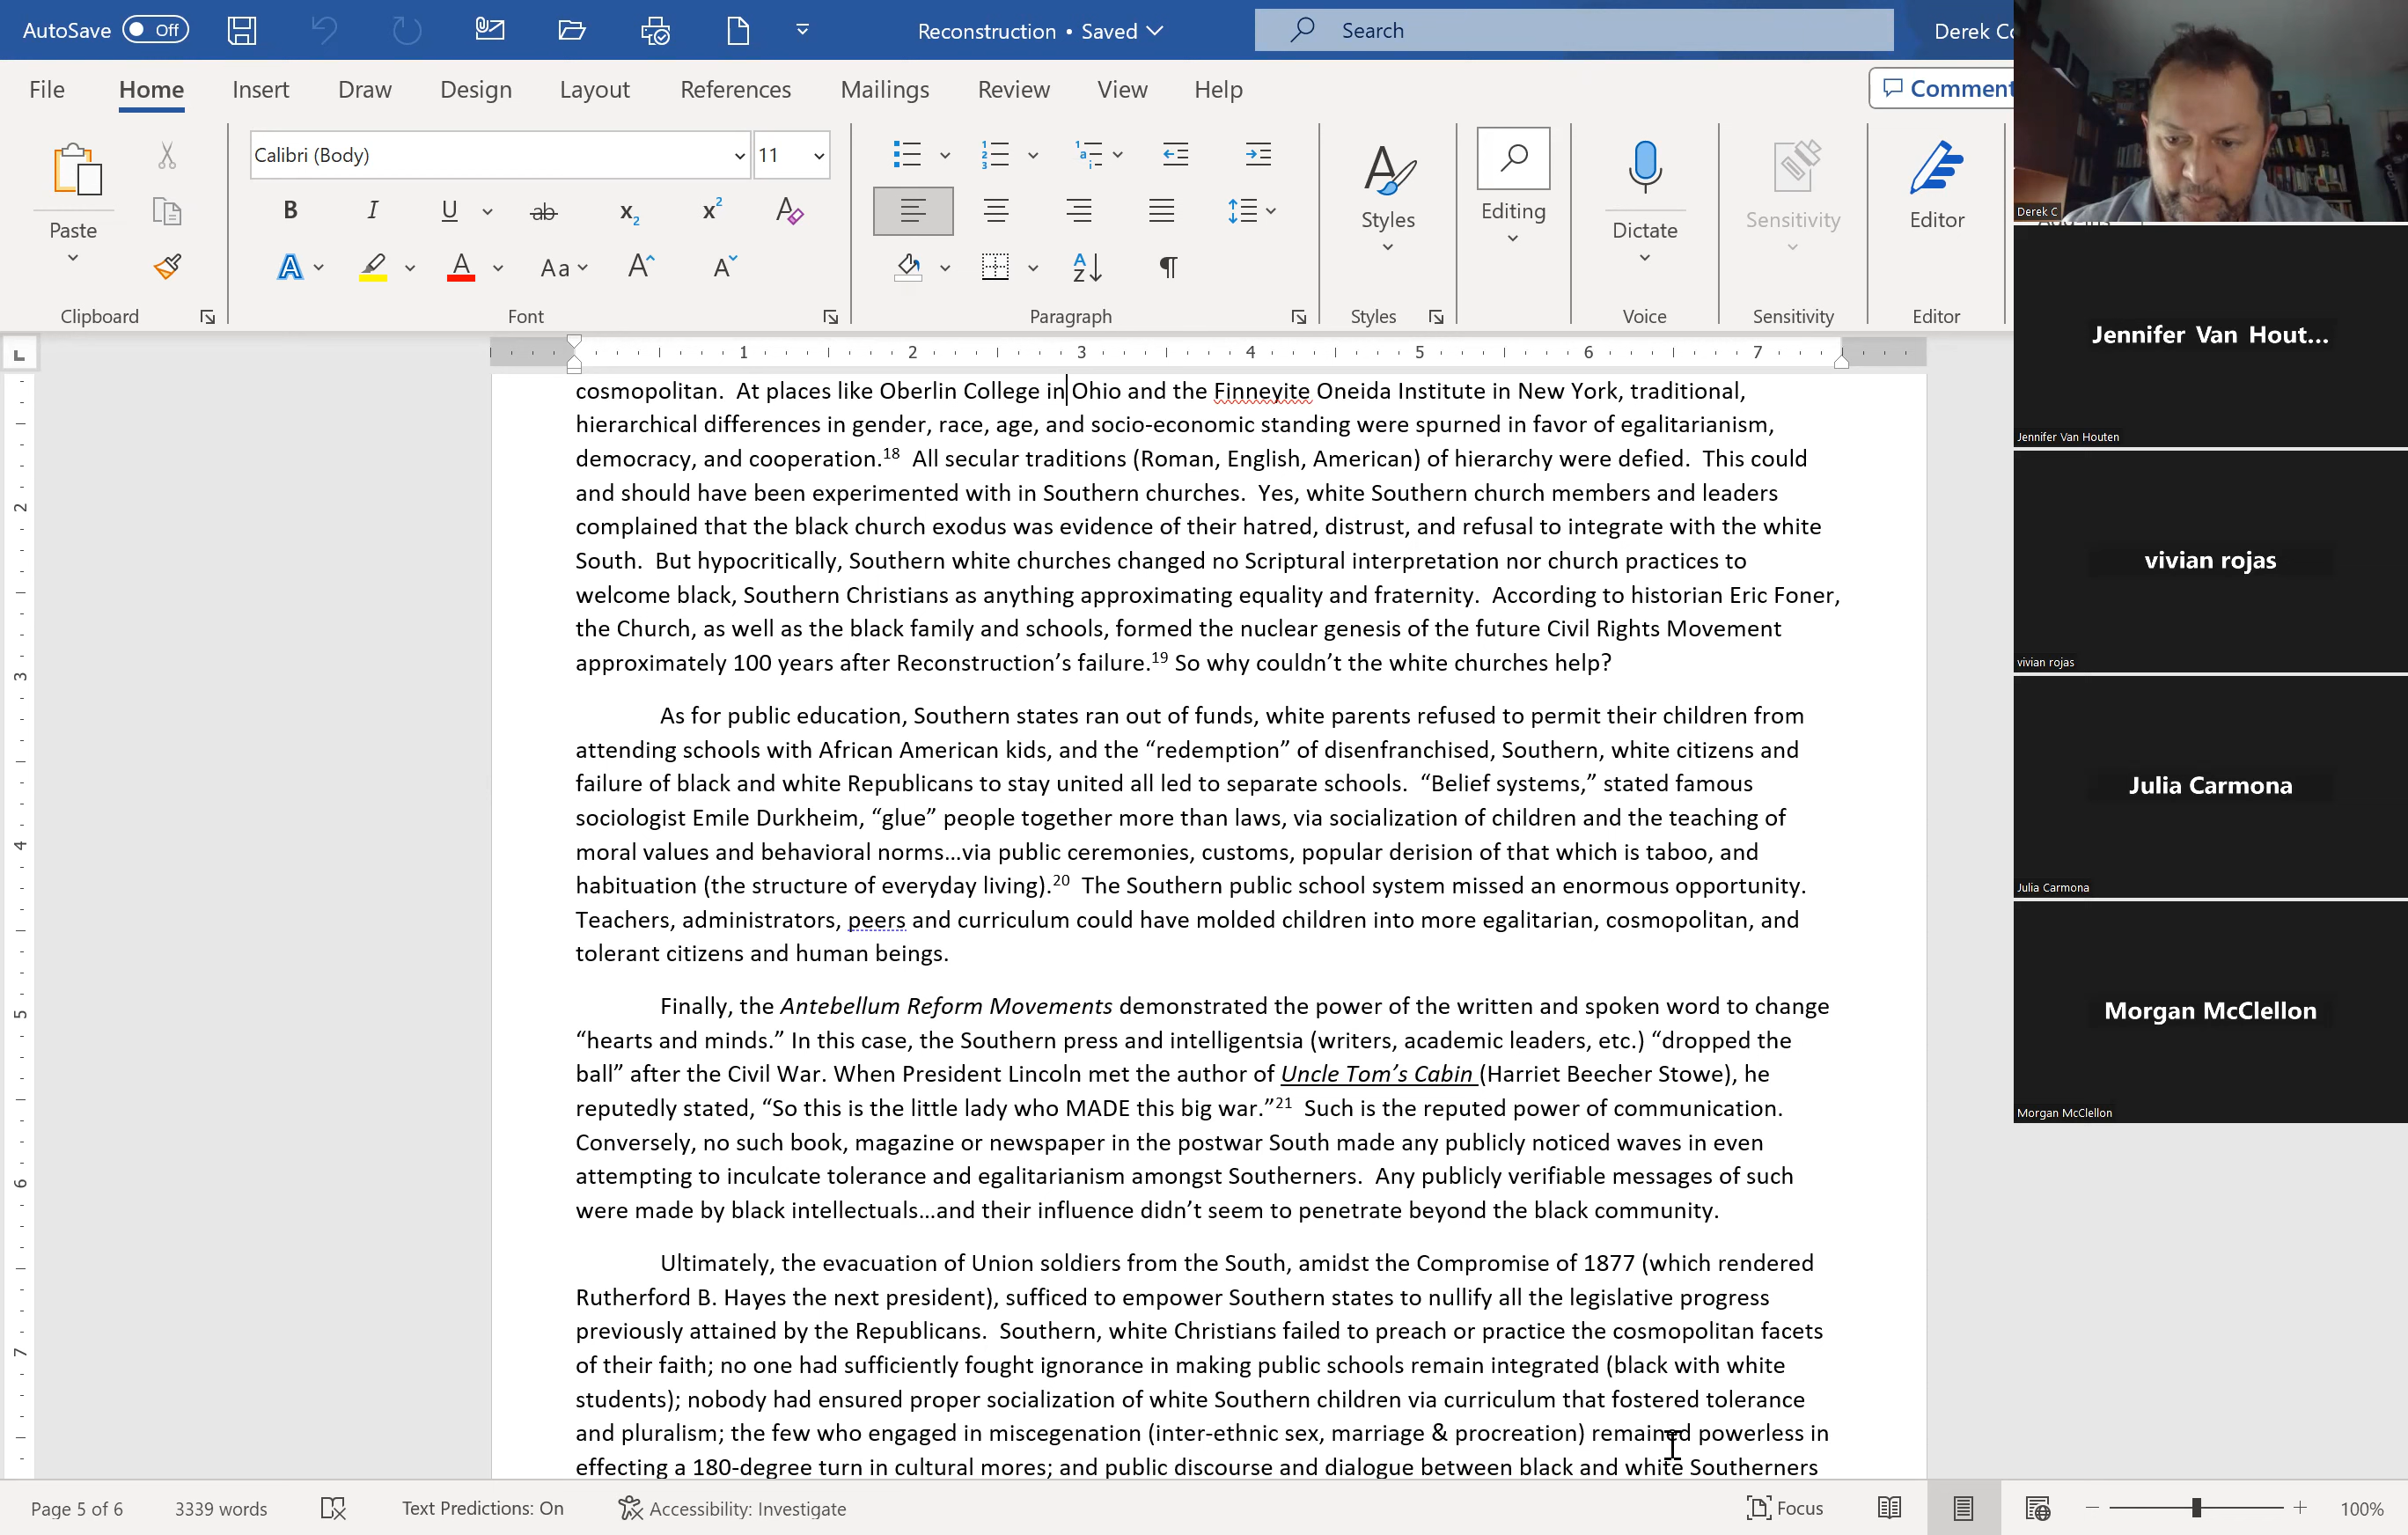 AutoSave Off Reconstruction • Saved Search Derek Co
File Home Insert Draw Design Layout References Mailings Review View Help Comment
Calibri (Body) 11
Paste Styles Editing Dictate Sensitivity Editor
Clipboard Font Paragraph Styles Voice Sensitivity Editor
1 2 3 4 5 6 7
cosmopolitan.  At places like Oberlin College in Ohio and the Finneyite Oneida Institute in New York, traditional,
hierarchical differences in gender, race, age, and socio-economic standing were spurned in favor of egalitarianism,
democracy, and cooperation.18  All secular traditions (Roman, English, American) of hierarchy were defied.  This could
and should have been experimented with in Southern churches.  Yes, white Southern church members and leaders
complained that the black church exodus was evidence of their hatred, distrust, and refusal to integrate with the white
South.  But hypocritically, Southern white churches changed no Scriptural interpretation nor church practices to
welcome black, Southern Christians as anything approximating equality and fraternity.  According to historian Eric Foner,
the Church, as well as the black family and schools, formed the nuclear genesis of the future Civil Rights Movement
approximately 100 years after Reconstruction’s failure.19 So why couldn’t the white churches help?
As for public education, Southern states ran out of funds, white parents refused to permit their children from
attending schools with African American kids, and the “redemption” of disenfranchised, Southern, white citizens and
failure of black and white Republicans to stay united all led to separate schools.  “Belief systems,” stated famous
sociologist Emile Durkheim, “glue” people together more than laws, via socialization of children and the teaching of
moral values and behavioral norms…via public ceremonies, customs, popular derision of that which is taboo, and
habituation (the structure of everyday living).20  The Southern public school system missed an enormous opportunity.
Teachers, administrators, peers and curriculum could have molded children into more egalitarian, cosmopolitan, and
tolerant citizens and human beings.
Finally, the Antebellum Reform Movements demonstrated the power of the written and spoken word to change
“hearts and minds.” In this case, the Southern press and intelligentsia (writers, academic leaders, etc.) “dropped the
ball” after the Civil War. When President Lincoln met the author of Uncle Tom’s Cabin (Harriet Beecher Stowe), he
reputedly stated, “So this is the little lady who MADE this big war.”21  Such is the reputed power of communication.
Conversely, no such book, magazine or newspaper in the postwar South made any publicly noticed waves in even
attempting to inculcate tolerance and egalitarianism amongst Southerners.  Any publicly verifiable messages of such
were made by black intellectuals…and their influence didn’t seem to penetrate beyond the black community.
Ultimately, the evacuation of Union soldiers from the South, amidst the Compromise of 1877 (which rendered
Rutherford B. Hayes the next president), sufficed to empower Southern states to nullify all the legislative progress
previously attained by the Republicans.  Southern, white Christians failed to preach or practice the cosmopolitan facets
of their faith; no one had sufficiently fought ignorance in making public schools remain integrated (black with white
students); nobody had ensured proper socialization of white Southern children via curriculum that fostered tolerance
and pluralism; the few who engaged in miscegenation (inter-ethnic sex, marriage & procreation) remained powerless in
effecting a 180-degree turn in cultural mores; and public discourse and dialogue between black and white Southerners
2
3
4
5
6
7
Page 5 of 6 3339 words Text Predictions: On Accessibility: Investigate Focus 100%
Derek C
Jennifer Van Hout...
Jennifer Van Houten
vivian rojas
vivian rojas
Julia Carmona
Julia Carmona
Morgan McClellon
Morgan McClellon